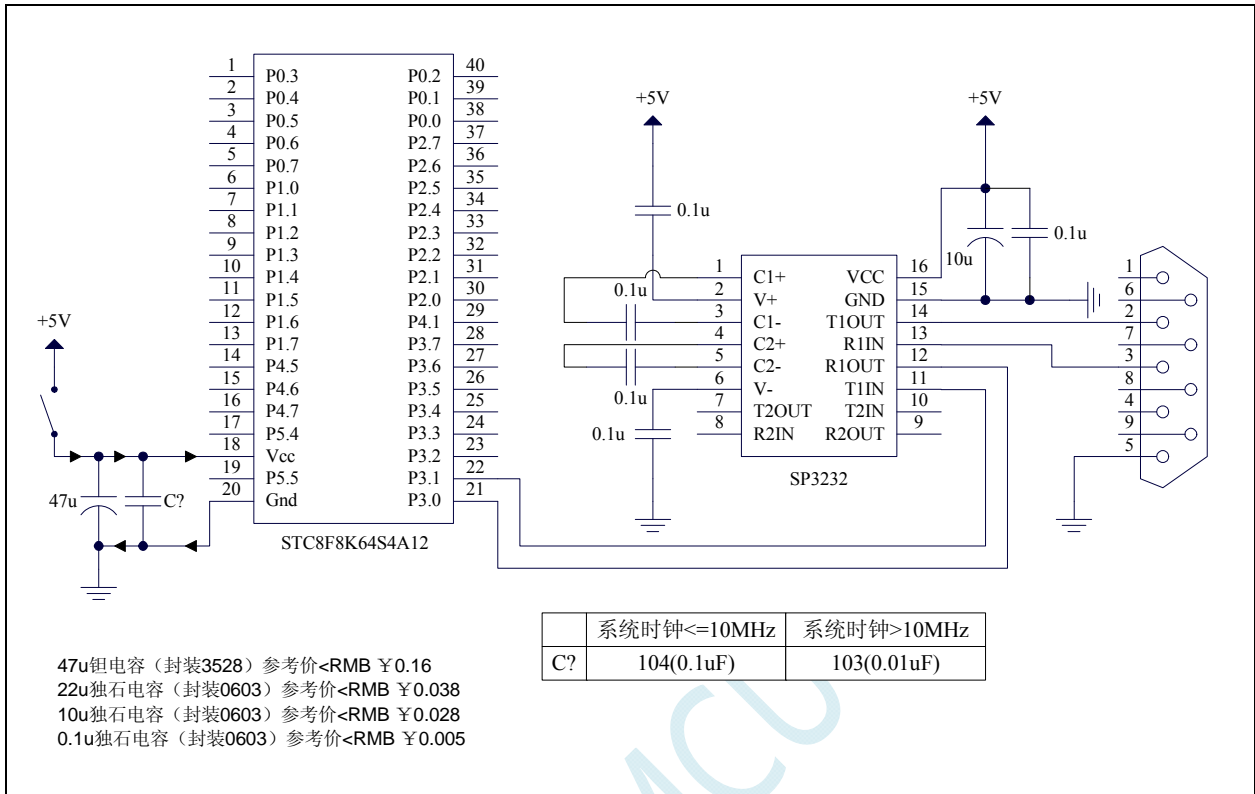 1 P0.3 P0.2 40
2 P0.4 P0.1 39
3 P0.5 P0.0 38
4 P0.6 P2.7 37
5 P0.7 P2.6 36
6 P1.0 P2.5 35
7 P1.1 P2.4 34
8 P1.2 P2.3 33
9 P1.3 P2.2 32
10 P1.4 P2.1 31
11 P1.5 P2.0 30
12 P1.6 P4.1 29
13 P1.7 P3.7 28
14 P4.5 P3.6 27
15 P4.6 P3.5 26
16 P4.7 P3.4 25
17 P5.4 P3.3 24
18 Vcc P3.2 23
19 P5.5 P3.1 22
20 Gnd P3.0 21
STC8F8K64S4A12
+5V
47u
C?
+5V
0.1u
0.1u
0.1u
0.1u
1 C1+ VCC 16
2 V+ GND 15
3 C1- T1OUT 14
4 C2+ R1IN 13
5 C2- R1OUT 12
6 V- T1IN 11
7 T2OUT T2IN 10
8 R2IN R2OUT 9
SP3232
+5V
10u
0.1u
1
6
2
7
3
8
4
9
5
系统时钟<=10MHz 系统时钟>10MHz
C? 104(0.1uF) 103(0.01uF)
47u钽电容（封装3528）参考价<RMB ￥0.16
22u独石电容（封装0603）参考价<RMB ￥0.038
10u独石电容（封装0603）参考价<RMB ￥0.028
0.1u独石电容（封装0603）参考价<RMB ￥0.005
MCU